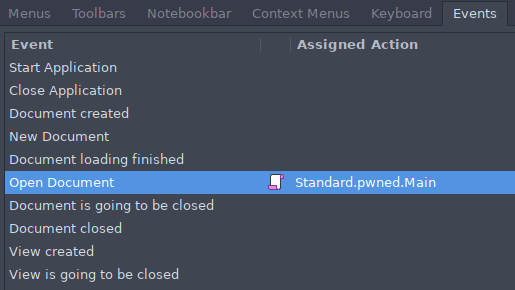 Menus Toolbars Notebookbar Context Menus Keyboard Events
Event Assigned Action
Start Application
Close Application
Document created
New Document
Document loading finished
Open Document Standard.pwned.Main
Document is going to be closed
Document closed
View created
View is going to be closed